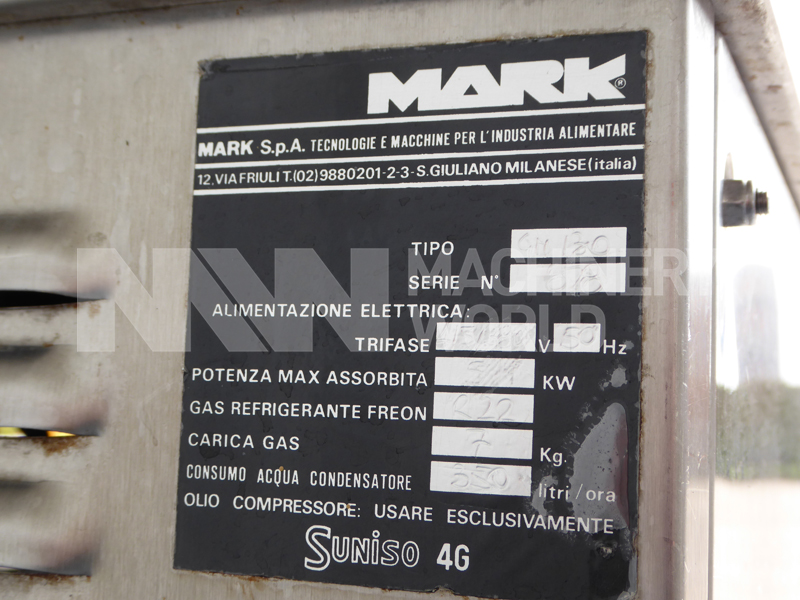 MARK ®
MARK S.p.A. TECNOLOGIE E MACCHINE PER L'INDUSTRIA ALIMENTARE
12, VIA FRIULI T.(02)9880201-2-3-S.GIULIANO MILANESE (italia)
TIPO
SERIE N°
MACHINERY
WORLD
ALIMENTAZIONE ELETTRICA:
TRIFASE V 50 Hz
POTENZA MAX ASSORBITA KW
GAS REFRIGERANTE FREON R22
CARICA GAS 7 Kg.
CONSUMO ACQUA CONDENSATORE 550 litri/ora
OLIO COMPRESSORE: USARE ESCLUSIVAMENTE
SUNISO 4G